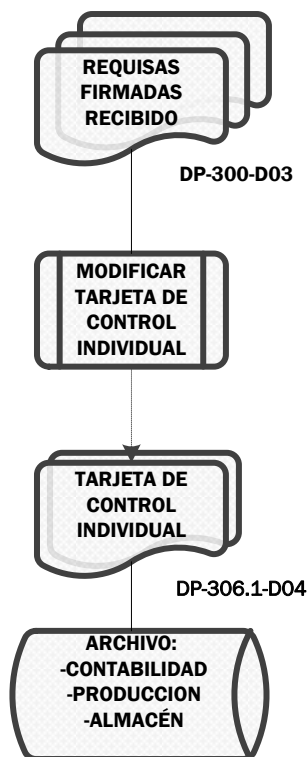 REQUISAS
FIRMADAS
RECIBIDO
DP-300-D03
MODIFICAR
TARJETA DE
CONTROL
INDIVIDUAL
TARJETA DE
CONTROL
INDIVIDUAL
DP-306.1-D04
ARCHIVO:
-CONTABILIDAD
-PRODUCCION
-ALMACÉN